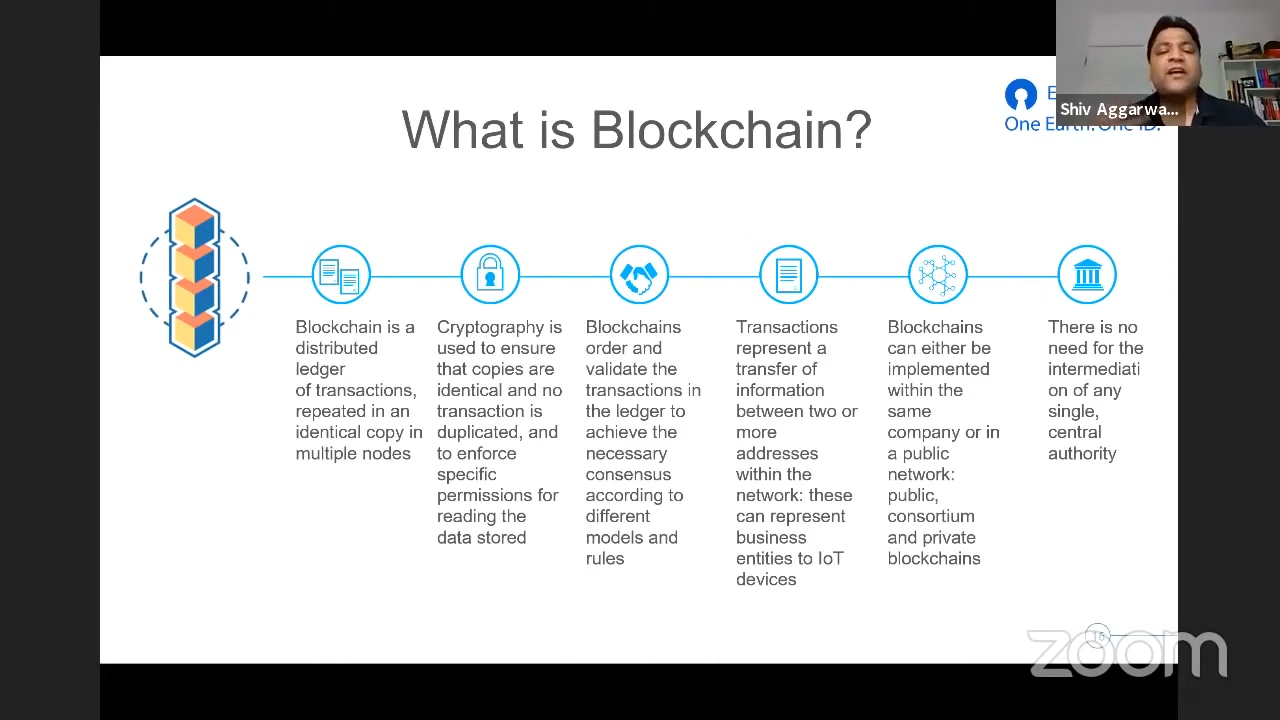 Shiv Aggarwa...
One Earth. One ID.
What is Blockchain?
Blockchain is a
distributed
ledger
of transactions,
repeated in an
identical copy in
multiple nodes
Cryptography is
used to ensure
that copies are
identical and no
transaction is
duplicated, and
to enforce
specific
permissions for
reading the
data stored
Blockchains
order and
validate the
transactions in
the ledger to
achieve the
necessary
consensus
according to
different
models and
rules
Transactions
represent a
transfer of
information
between two or
more
addresses
within the
network: these
can represent
business
entities to IoT
devices
Blockchains
can either be
implemented
within the
same
company or in
a public
network:
public,
consortium
and private
blockchains
There is no
need for the
intermediati
on of any
single,
central
authority
zoom